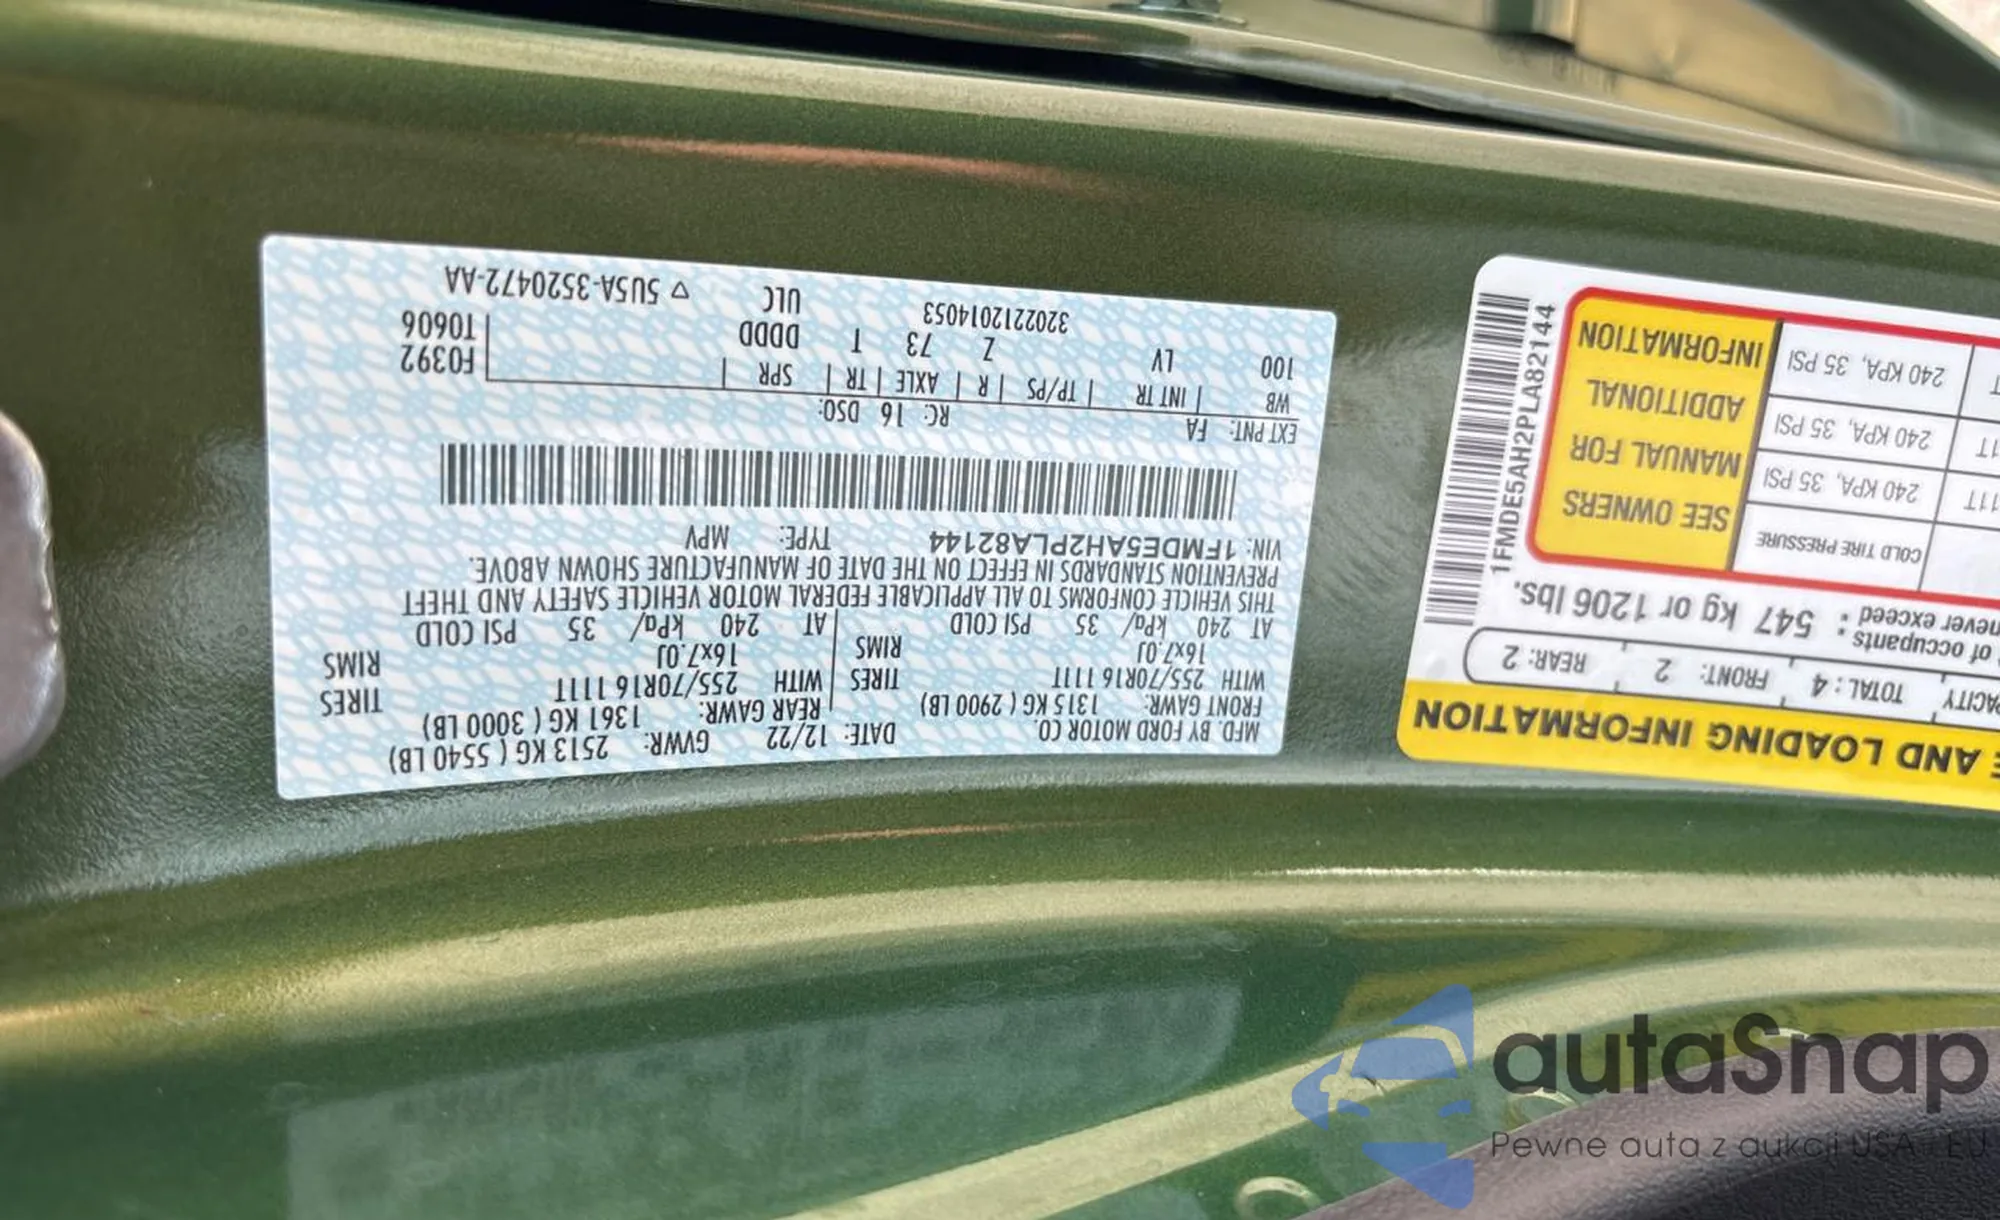 MFD. BY FORD MOTOR CO. DATE: 12/22 GVWR: 2513 KG ( 5540 LB)
FRONT GAWR: 1315 KG ( 2900 LB) REAR GAWR: 1361 KG ( 3000 LB)
WITH 255/70R16 111T TIRES WITH 255/70R16 111T TIRES
16x7.0J RIMS 16x7.0J RIMS
AT 240 kPa/ 35 PSI COLD AT 240 kPa/ 35 PSI COLD
THIS VEHICLE CONFORMS TO ALL APPLICABLE FEDERAL MOTOR VEHICLE SAFETY AND THEFT
PREVENTION STANDARDS IN EFFECT ON THE DATE OF MANUFACTURE SHOWN ABOVE.
VIN: 1FMDE5AH2PLA82144 TYPE: MPV
EXT PNT: FA RC: 16 DSO:
WB INT TR TP/PS R AXLE TR SPR F0392
100 LV Z 73 T DDDD T0606
3202212014053 ULC ▽ 5U5A-3520472-AA
E AND LOADING INFORMATION
PACITY TOTAL : 4 FRONT: 2 REAR: 2
of occupants
never exceed : 547 kg or 1206 lbs.
COLD TIRE PRESSURE
240 KPA, 35 PSI
240 KPA, 35 PSI
240 KPA, 35 PSI
SEE OWNERS
MANUAL FOR
ADDITIONAL
INFORMATION
1FMDE5AH2PLA82144
autaSnap
Pewne auta z aukcji USA i EU